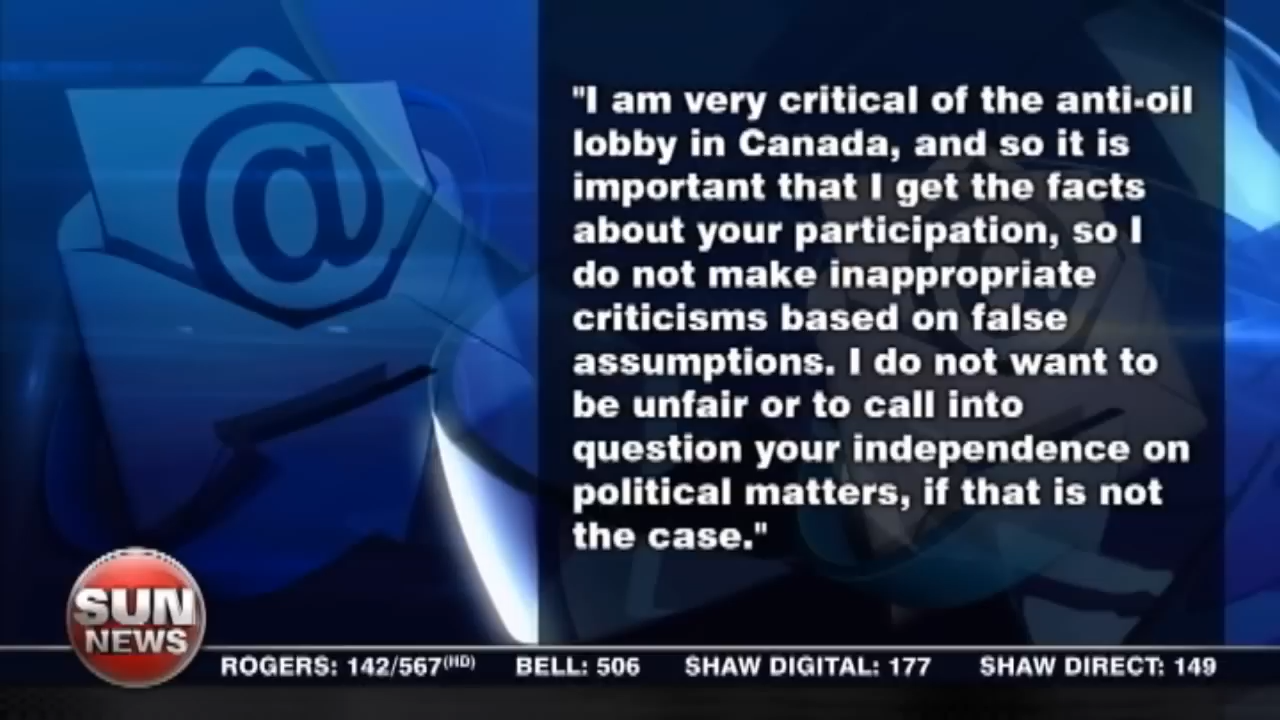 "I am very critical of the anti-oil
lobby in Canada, and so it is
important that I get the facts
about your participation, so I
do not make inappropriate
criticisms based on false
assumptions. I do not want to
be unfair or to call into
question your independence on
political matters, if that is not
the case."
@
SUN
NEWS
ROGERS: 142/567(HD) BELL: 506 SHAW DIGITAL: 177 SHAW DIRECT: 149